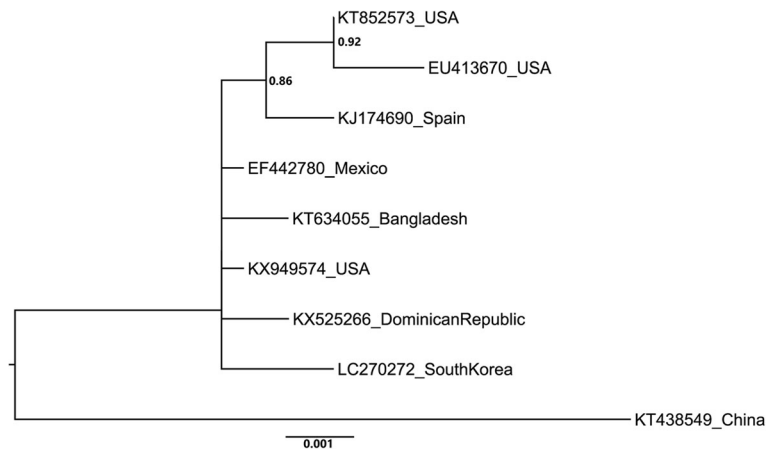 KT852573_USA
0.92
EU413670_USA
0.86
KJ174690_Spain
EF442780_Mexico
KT634055_Bangladesh
KX949574_USA
KX525266_DominicanRepublic
LC270272_SouthKorea
KT438549_China
0.001